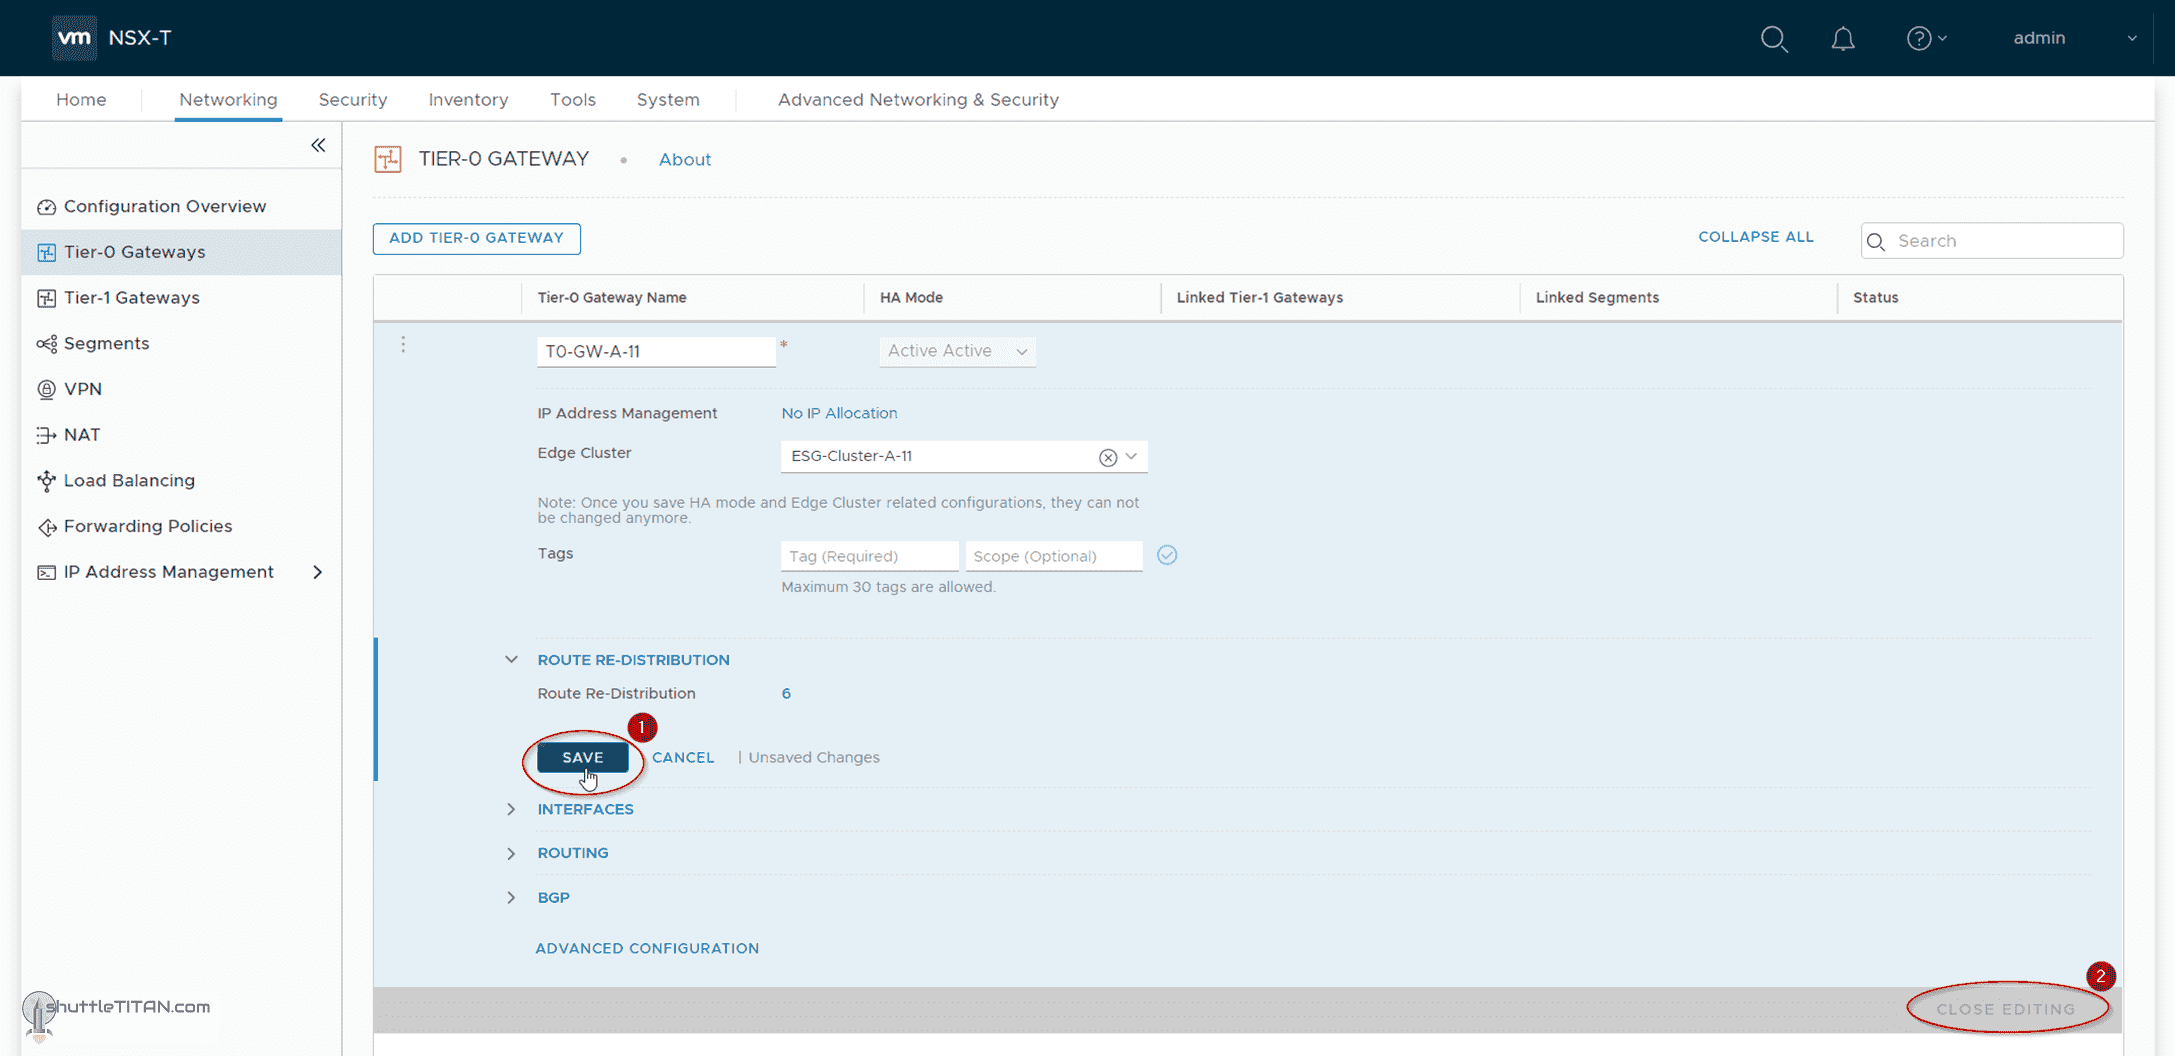 vm NSX-T
admin
Home Networking Security Inventory Tools System Advanced Networking & Security
TIER-0 GATEWAY • About
Configuration Overview
Tier-0 Gateways
Tier-1 Gateways
Segments
VPN
NAT
Load Balancing
Forwarding Policies
IP Address Management
ADD TIER-0 GATEWAY
COLLAPSE ALL
Search
Tier-0 Gateway Name HA Mode Linked Tier-1 Gateways Linked Segments Status
T0-GW-A-11 * Active Active
IP Address Management No IP Allocation
Edge Cluster ESG-Cluster-A-11
Note: Once you save HA mode and Edge Cluster related configurations, they can not
be changed anymore.
Tags Tag (Required) Scope (Optional)
Maximum 30 tags are allowed.
ROUTE RE-DISTRIBUTION
Route Re-Distribution 6
1
SAVE CANCEL | Unsaved Changes
INTERFACES
ROUTING
BGP
ADVANCED CONFIGURATION
2
CLOSE EDITING
shuttleTITAN.com